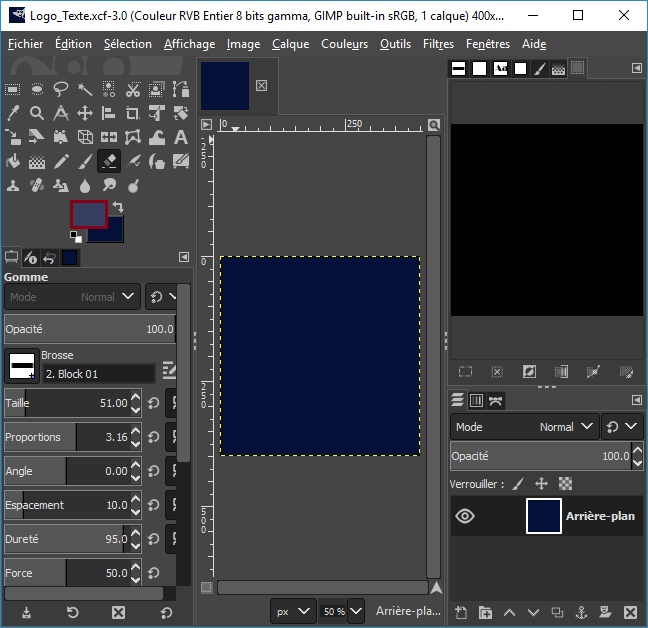 Logo_Texte.xcf-3.0 (Couleur RVB Entier 8 bits gamma, GIMP built-in sRGB, 1 calque) 400x...
Fichier Édition Sélection Affichage Image Calque Couleurs Outils Filtres Fenêtres Aide
Gomme
Mode Normal
Opacité 100.0
Brosse
2. Block 01
Taille 51.00
Proportions 3.16
Angle 0.00
Espacement 10.0
Dureté 95.0
Force 50.0
0 250
250
0
250
500
px 50 % Arrière-pla...
Mode Normal
Opacité 100.0
Verrouiller :
Arrière-plan